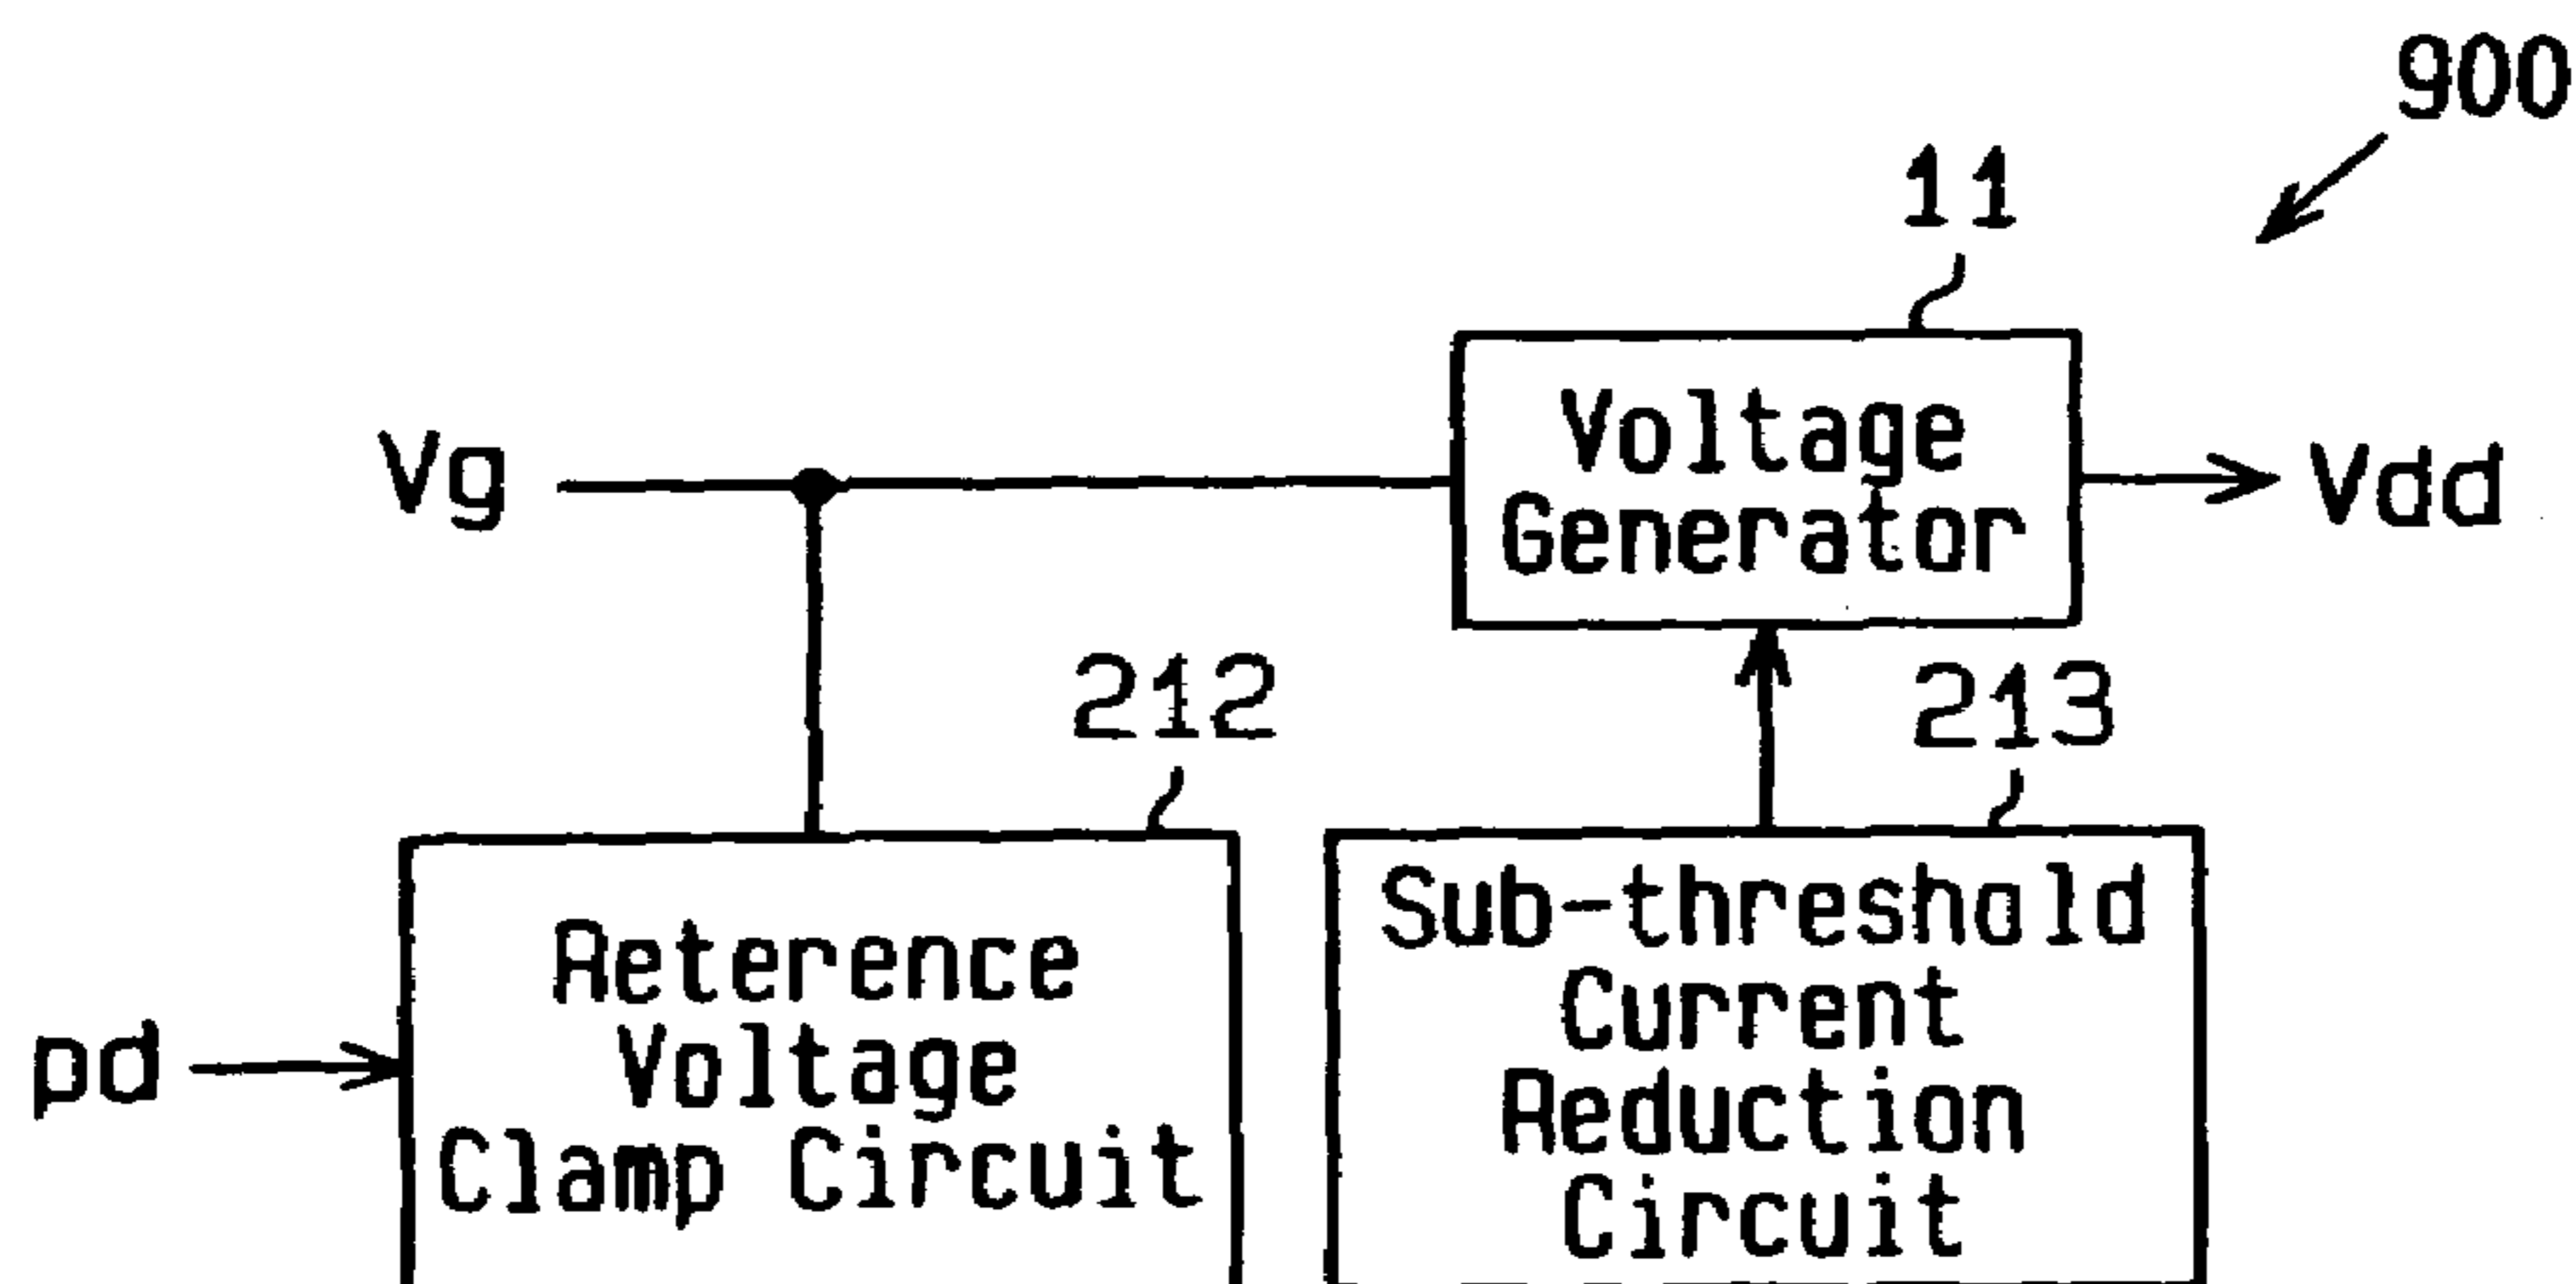 900
11
Vg
Voltage
Generator
Vdd
212
213
pd
Reterence
Voltage
Clamp Circuit
Sub-threshold
Current
Reduction
Circuit